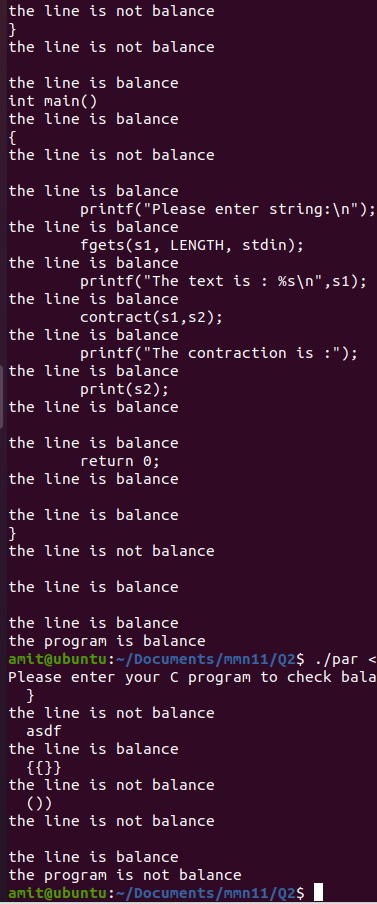 the line is not balance
}
the line is not balance

the line is balance
int main()
the line is balance
{
the line is not balance

the line is balance
        printf("Please enter string:\n");
the line is balance
        fgets(s1, LENGTH, stdin);
the line is balance
        printf("The text is : %s\n",s1);
the line is balance
        contract(s1,s2);
the line is balance
        printf("The contraction is :");
the line is balance
        print(s2);
the line is balance

the line is balance
        return 0;
the line is balance

the line is balance
}
the line is not balance

the line is balance

the line is balance
the program is balance
amit@ubuntu:~/Documents/mmn11/Q2$ ./par <
Please enter your C program to check bala
  }
the line is not balance
  asdf
the line is balance
  {{}}
the line is not balance
  ())
the line is not balance

the line is balance
the program is not balance
amit@ubuntu:~/Documents/mmn11/Q2$